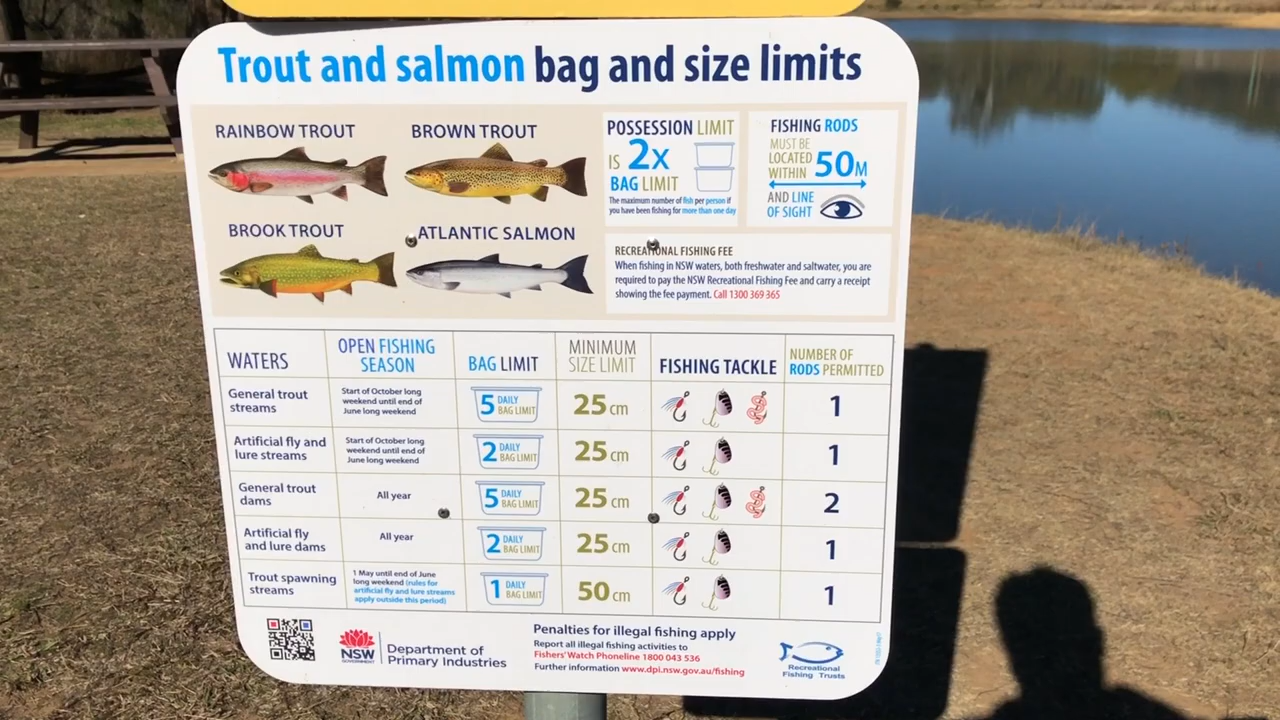 Trout and salmon bag and size limits
RAINBOW TROUT
BROWN TROUT
BROOK TROUT
ATLANTIC SALMON
POSSESSION LIMIT
IS 2x
BAG LIMIT
The maximum number of fish per person if
you have been fishing for more than one day
FISHING RODS
MUST BE
LOCATED
WITHIN 50M
AND LINE
OF SIGHT
RECREATIONAL FISHING FEE
When fishing in NSW waters, both freshwater and saltwater, you are
required to pay the NSW Recreational Fishing Fee and carry a receipt
showing the fee payment. Call 1300 369 365
WATERS
OPEN FISHING
SEASON
BAG LIMIT
MINIMUM
SIZE LIMIT
FISHING TACKLE
NUMBER OF
RODS PERMITTED
General trout
streams
Start of October long
weekend until end of
June long weekend
5 DAILY
BAG LIMIT
25 cm
1
Artificial fly and
lure streams
Start of October long
weekend until end of
June long weekend
2 DAILY
BAG LIMIT
25 cm
1
General trout
dams
All year
5 DAILY
BAG LIMIT
25 cm
2
Artificial fly
and lure dams
All year
2 DAILY
BAG LIMIT
25 cm
1
Trout spawning
streams
1 May until end of June
long weekend (rules for
artificial fly and lure streams
apply outside this period)
1 DAILY
BAG LIMIT
50 cm
1
NSW
GOVERNMENT
Department of
Primary Industries
Penalties for illegal fishing apply
Report all illegal fishing activities to
Fishers' Watch Phoneline 1800 043 536
Further information www.dpi.nsw.gov.au/fishing
Recreational
Fishing Trusts